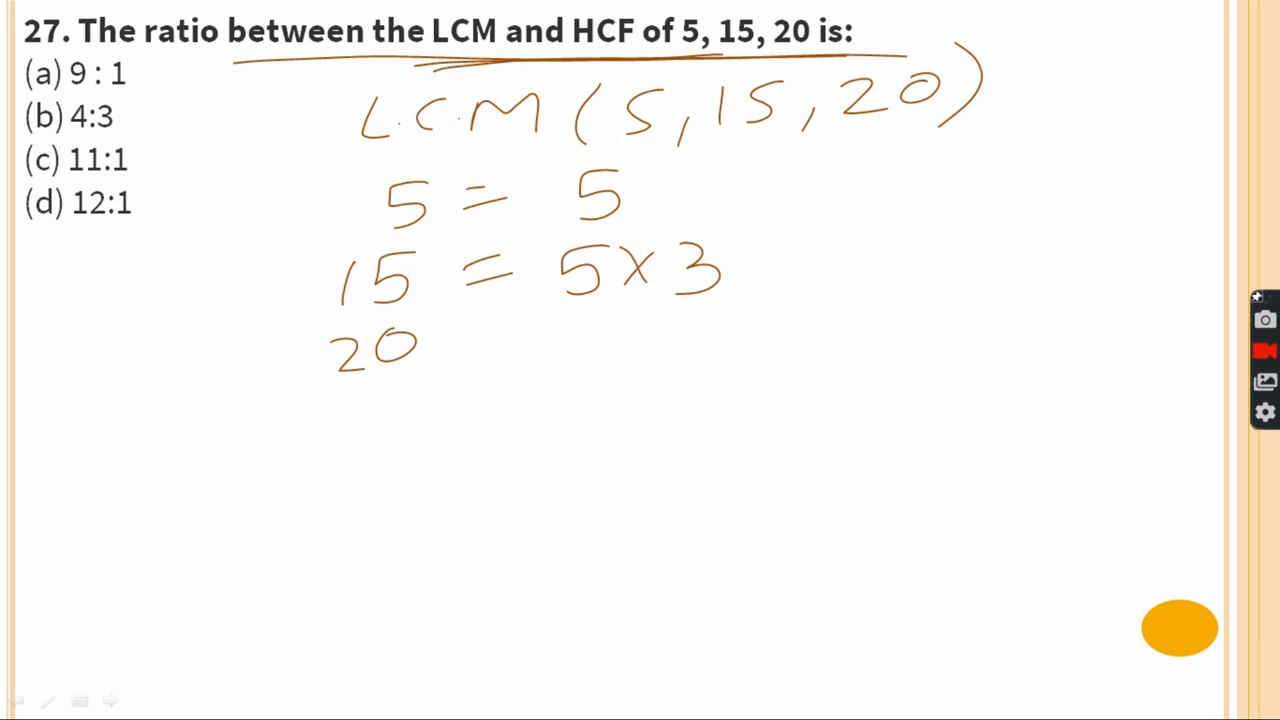 27. The ratio between the LCM and HCF of 5, 15, 20 is:
(a) 9 : 1
(b) 4:3
(c) 11:1
(d) 12:1
L.C.M (5, 15, 20)
5 = 5
15 = 5 × 3
20